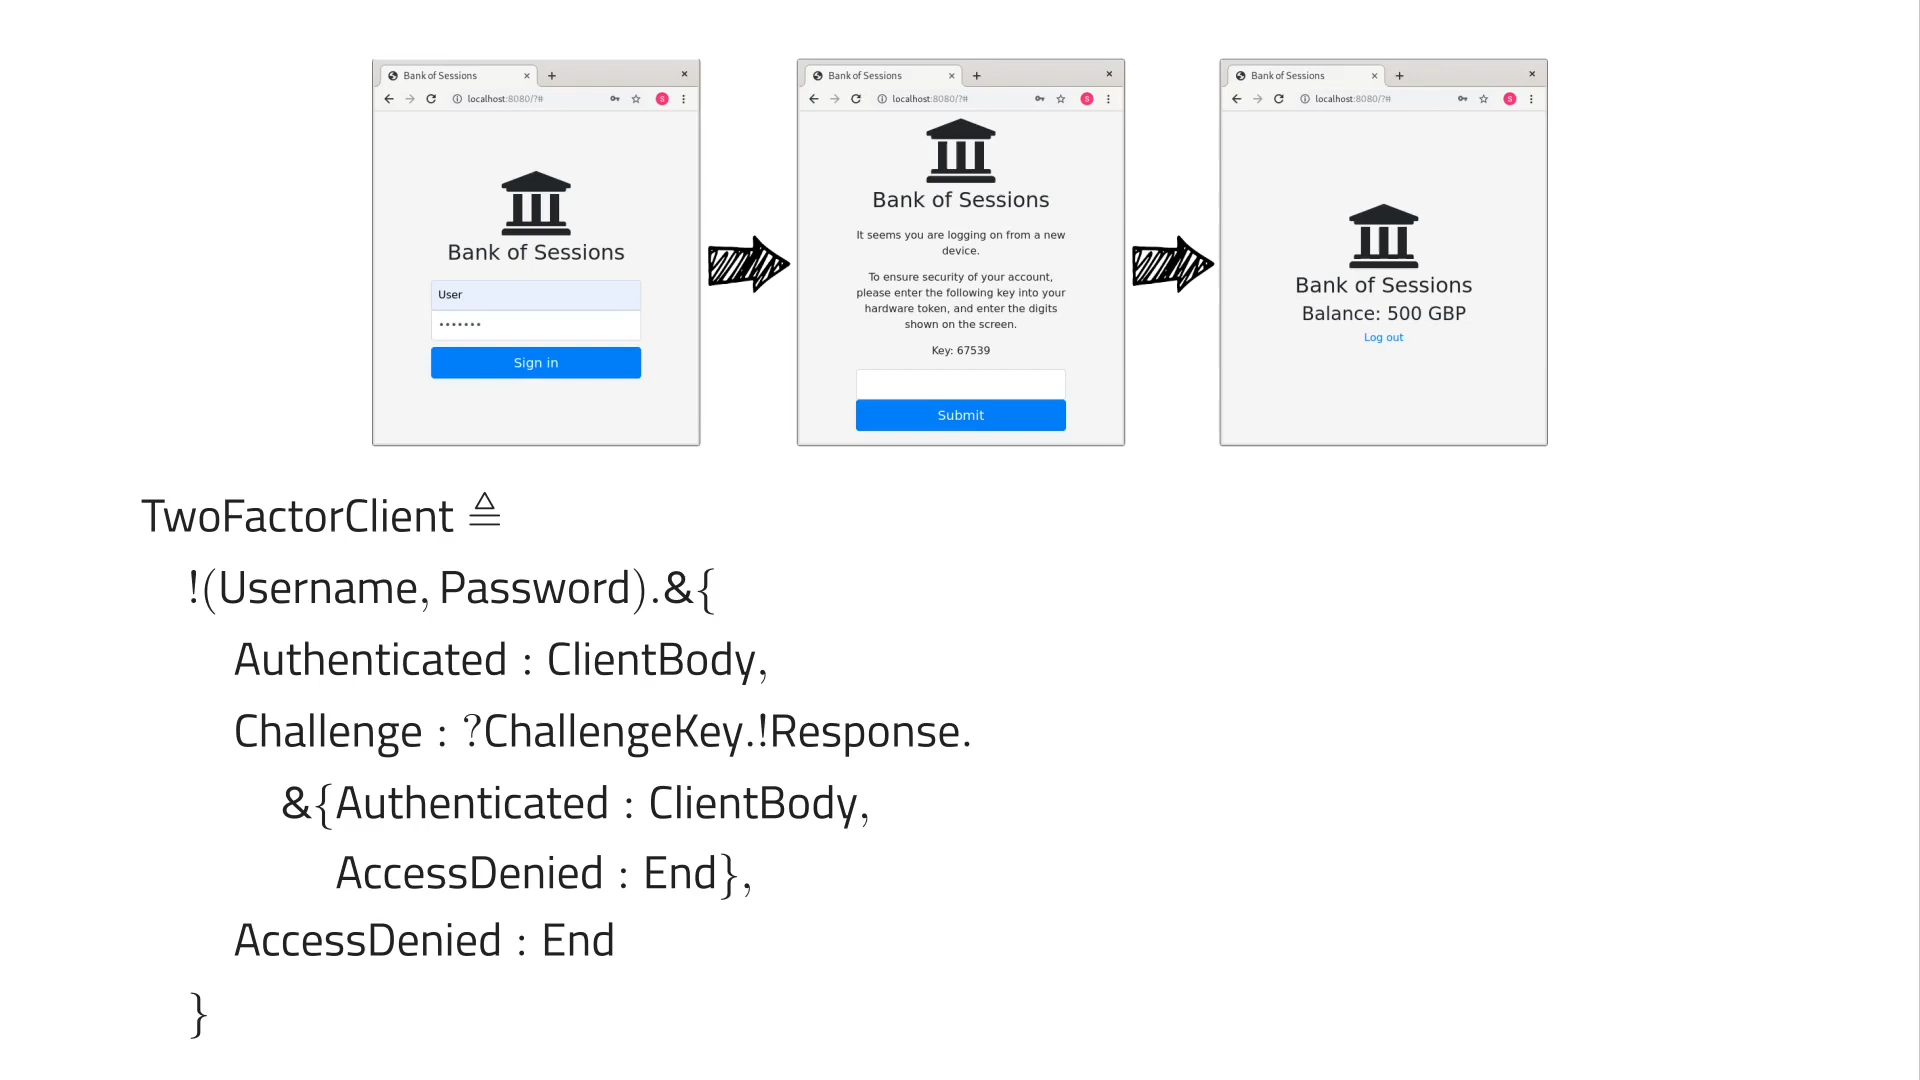 Bank of Sessions
localhost:8080/?#
S
Bank of Sessions
User
•••••••
Sign in
Bank of Sessions
localhost:8080/?#
S
Bank of Sessions
It seems you are logging on from a new
device.
To ensure security of your account,
please enter the following key into your
hardware token, and enter the digits
shown on the screen.
Key: 67539
Submit
Bank of Sessions
localhost:8080/?#
S
Bank of Sessions
Balance: 500 GBP
Log out
TwoFactorClient ≜
!(Username, Password).&{
Authenticated : ClientBody,
Challenge : ?ChallengeKey.!Response.
&{Authenticated : ClientBody,
AccessDenied : End},
AccessDenied : End
}